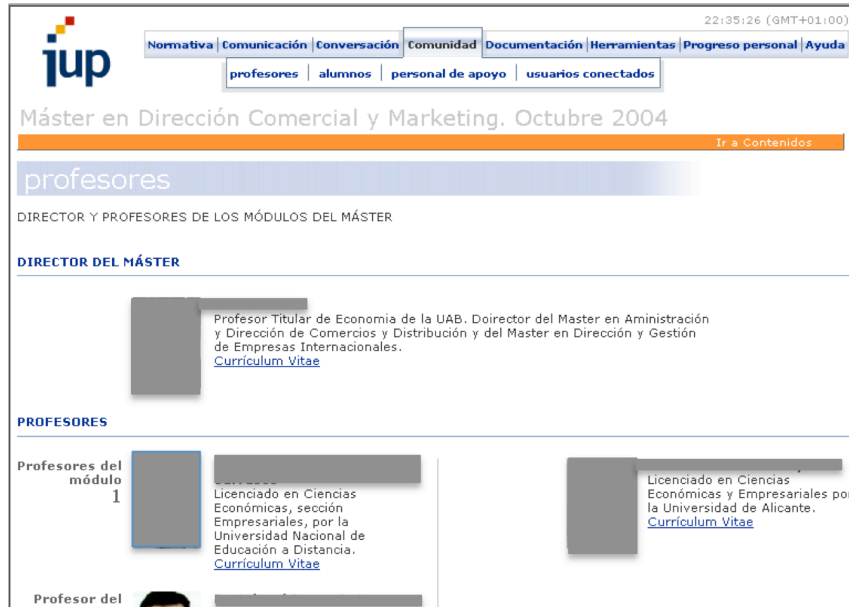 22:35:26 (GMT+01:00)
iup
Normativa Comunicación Conversación Comunidad Documentación Herramientas Progreso personal Ayuda
profesores alumnos personal de apoyo usuarios conectados
Máster en Dirección Comercial y Marketing. Octubre 2004
Ir a Contenidos
profesores
DIRECTOR Y PROFESORES DE LOS MÓDULOS DEL MÁSTER
DIRECTOR DEL MÁSTER
Profesor Titular de Economia de la UAB. Doirector del Master en Aministración
y Dirección de Comercios y Distribución y del Master en Dirección y Gestión
de Empresas Internacionales.
Currículum Vitae
PROFESORES
Profesores del
módulo
1
Licenciado en Ciencias
Económicas, sección
Empresariales, por la
Universidad Nacional de
Educación a Distancia.
Currículum Vitae
Licenciado en Ciencias
Económicas y Empresariales por
la Universidad de Alicante.
Currículum Vitae
Profesor del